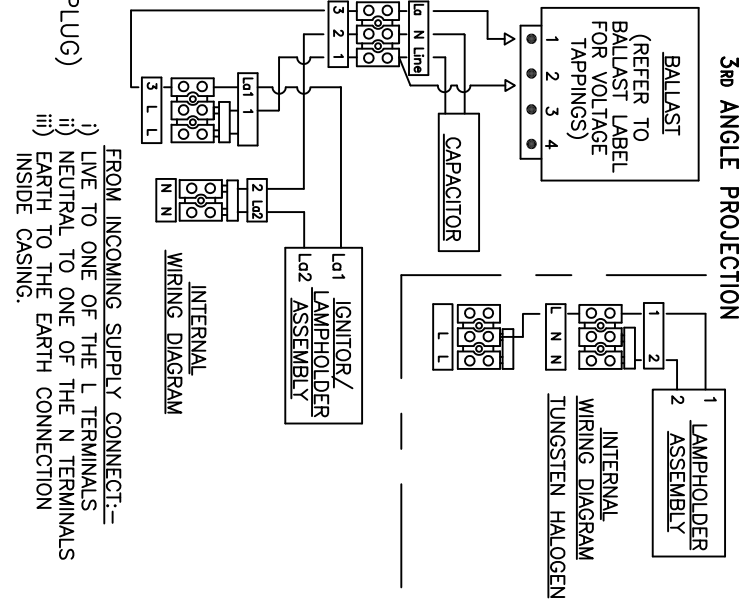 3RD ANGLE PROJECTION
BALLAST
(REFER TO
BALLAST LABEL
FOR VOLTAGE
TAPPINGS)
1 2 3 4
CAPACITOR
La N Line
3 2 1
La1 1
3 L L
2 La2
N N
La1
La2
IGNITOR/
LAMPHOLDER
ASSEMBLY
INTERNAL
WIRING DIAGRAM
1
2
LAMPHOLDER
ASSEMBLY
1 2
L N N
L L
INTERNAL
WIRING DIAGRAM
TUNGSTEN HALOGEN
PLUG)
FROM INCOMING SUPPLY CONNECT:-
i) LIVE TO ONE OF THE L TERMINALS
ii) NEUTRAL TO ONE OF THE N TERMINALS
iii) EARTH TO THE EARTH CONNECTION
INSIDE CASING.